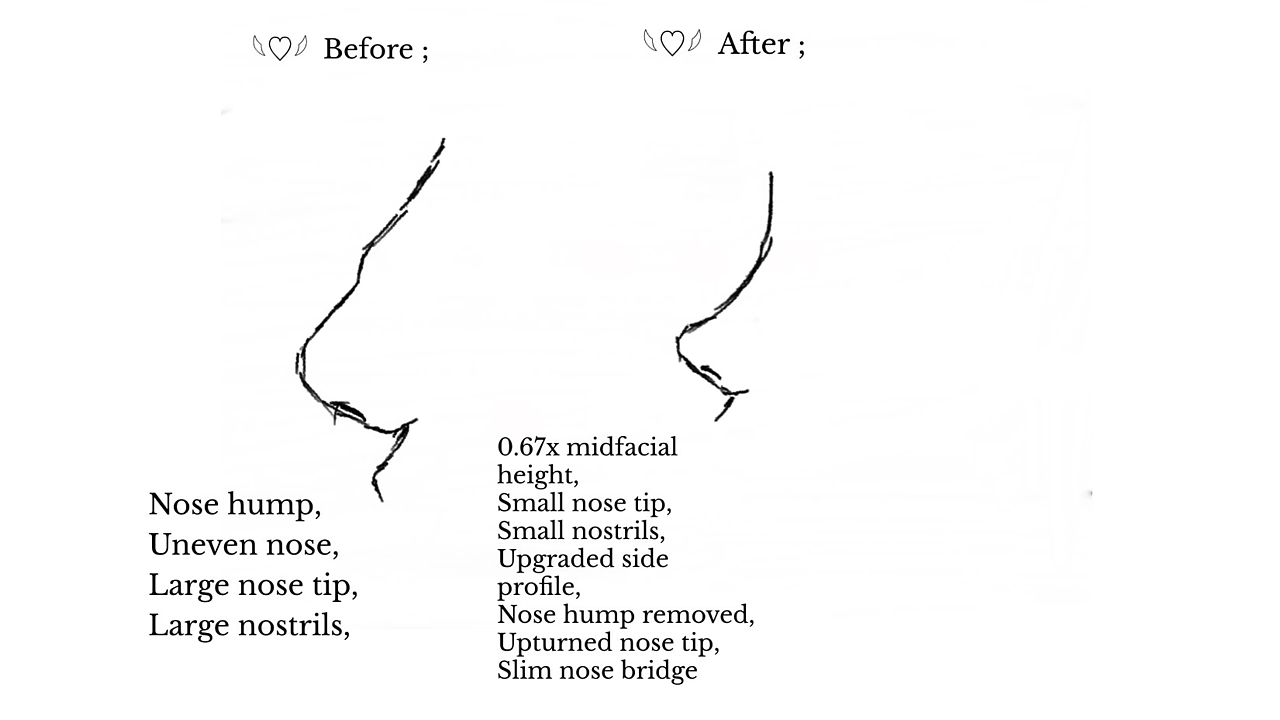 Before ;
After ;
Nose hump,
Uneven nose,
Large nose tip,
Large nostrils,
0.67x midfacial
height,
Small nose tip,
Small nostrils,
Upgraded side
profile,
Nose hump removed,
Upturned nose tip,
Slim nose bridge